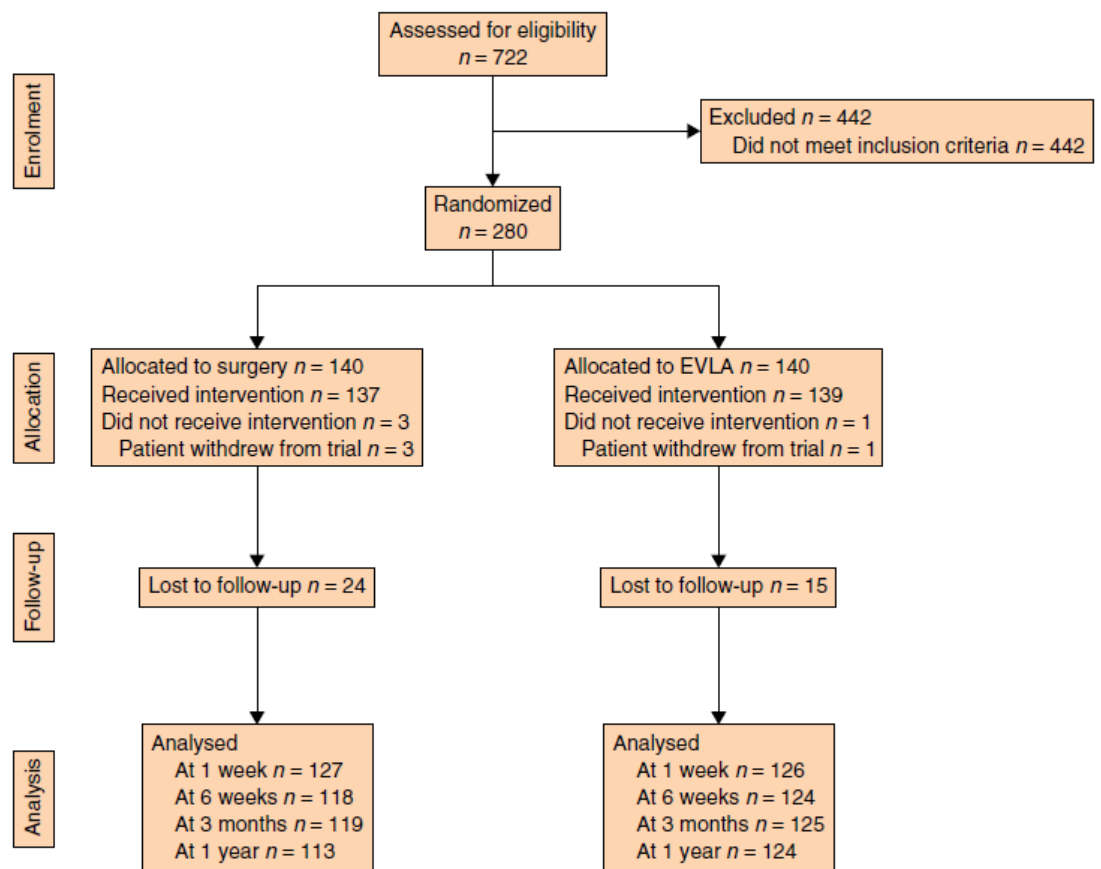 Assessed for eligibility
n = 722
Enrolment
Excluded n = 442
Did not meet inclusion criteria n = 442
Randomized
n = 280
Allocation
Allocated to surgery n = 140
Received intervention n = 137
Did not receive intervention n = 3
Patient withdrew from trial n = 3
Allocated to EVLA n = 140
Received intervention n = 139
Did not receive intervention n = 1
Patient withdrew from trial n = 1
Follow-up
Lost to follow-up n = 24
Lost to follow-up n = 15
Analysis
Analysed
At 1 week n = 127
At 6 weeks n = 118
At 3 months n = 119
At 1 year n = 113
Analysed
At 1 week n = 126
At 6 weeks n = 124
At 3 months n = 125
At 1 year n = 124